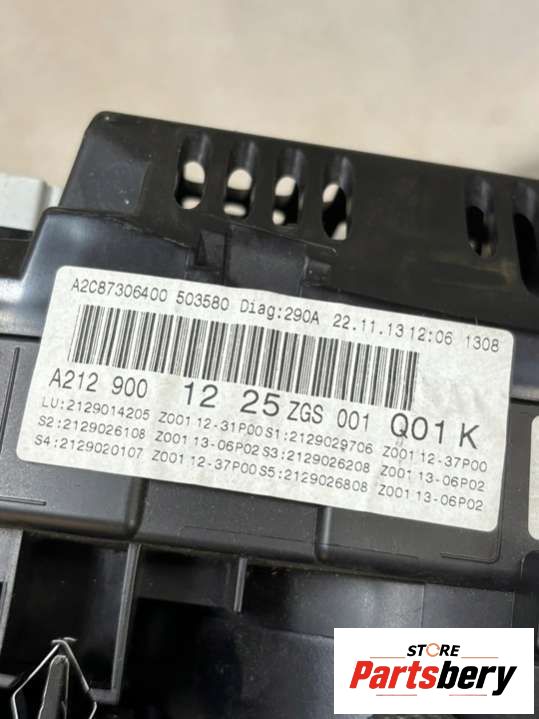 A2C87306400 503580 Diag:290A 22.11.13 12:06 1308
A212 900 12 25 ZGS 001 Q01 K
LU:2129014205 Z001 12-31P00 S1:2129029706 Z001 12-37P00
S2:2129026108 Z001 13-06P02 S3:2129026208 Z001 13-06P02
S4:2129020107 Z001 12-37P00 S5:2129026808 Z001 13-06P02
STORE
Partsbery